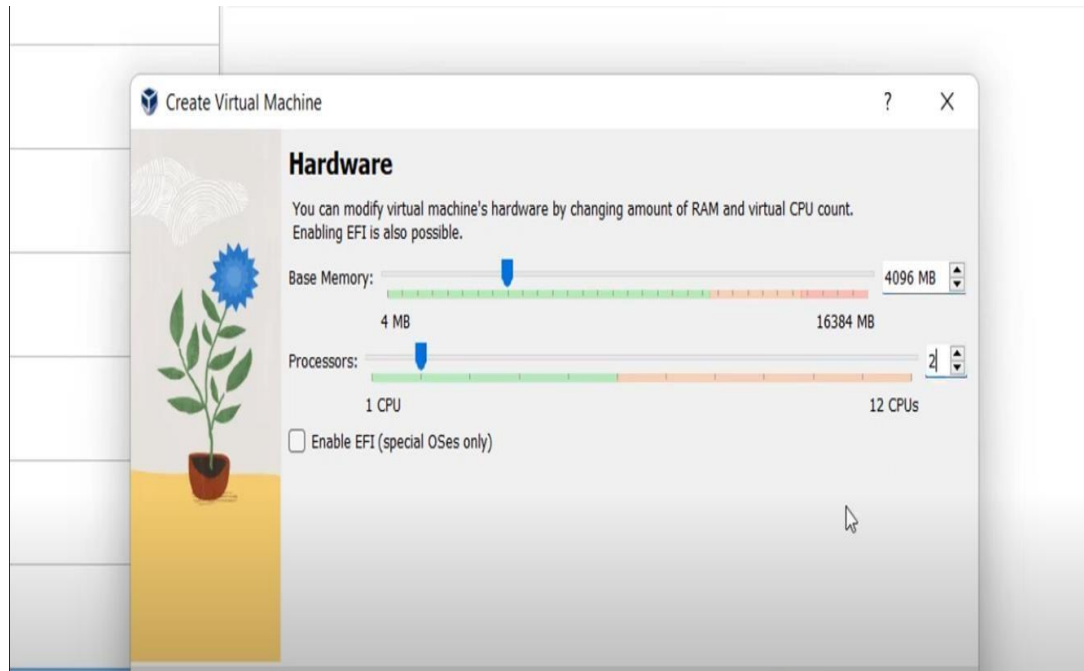 Create Virtual Machine
?
X
Hardware
You can modify virtual machine's hardware by changing amount of RAM and virtual CPU count.
Enabling EFI is also possible.
Base Memory:
4096 MB
4 MB
16384 MB
Processors:
2
1 CPU
12 CPUs
Enable EFI (special OSes only)